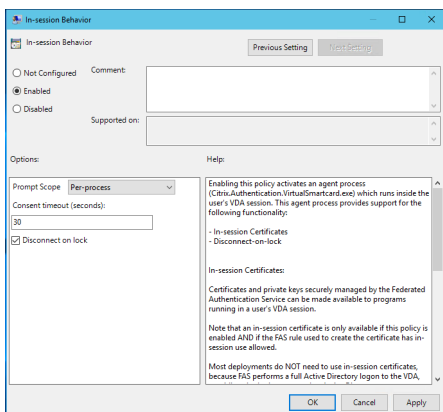 In-session Behavior
In-session Behavior
Previous Setting
Next Setting
Not Configured
Comment:
Enabled
Disabled
Supported on:
Options:
Help:
Prompt Scope Per-process
Consent timeout (seconds):
30
Disconnect on lock
Enabling this policy activates an agent process
(Citrix.Authentication.VirtualSmartcard.exe) which runs inside the
user's VDA session. This agent process provides support for the
following functionality:
- In-session Certificates
- Disconnect-on-lock
In-session Certificates:
Certificates and private keys securely managed by the Federated
Authentication Service can be made available to programs
running in a user's VDA session.
Note that an in-session certificate is only available if this policy is
enabled AND if the FAS rule used to create the certificate has in-
session use allowed.
Most deployments do NOT need to use in-session certificates,
because FAS performs a full Active Directory logon to the VDA,
OK
Cancel
Apply